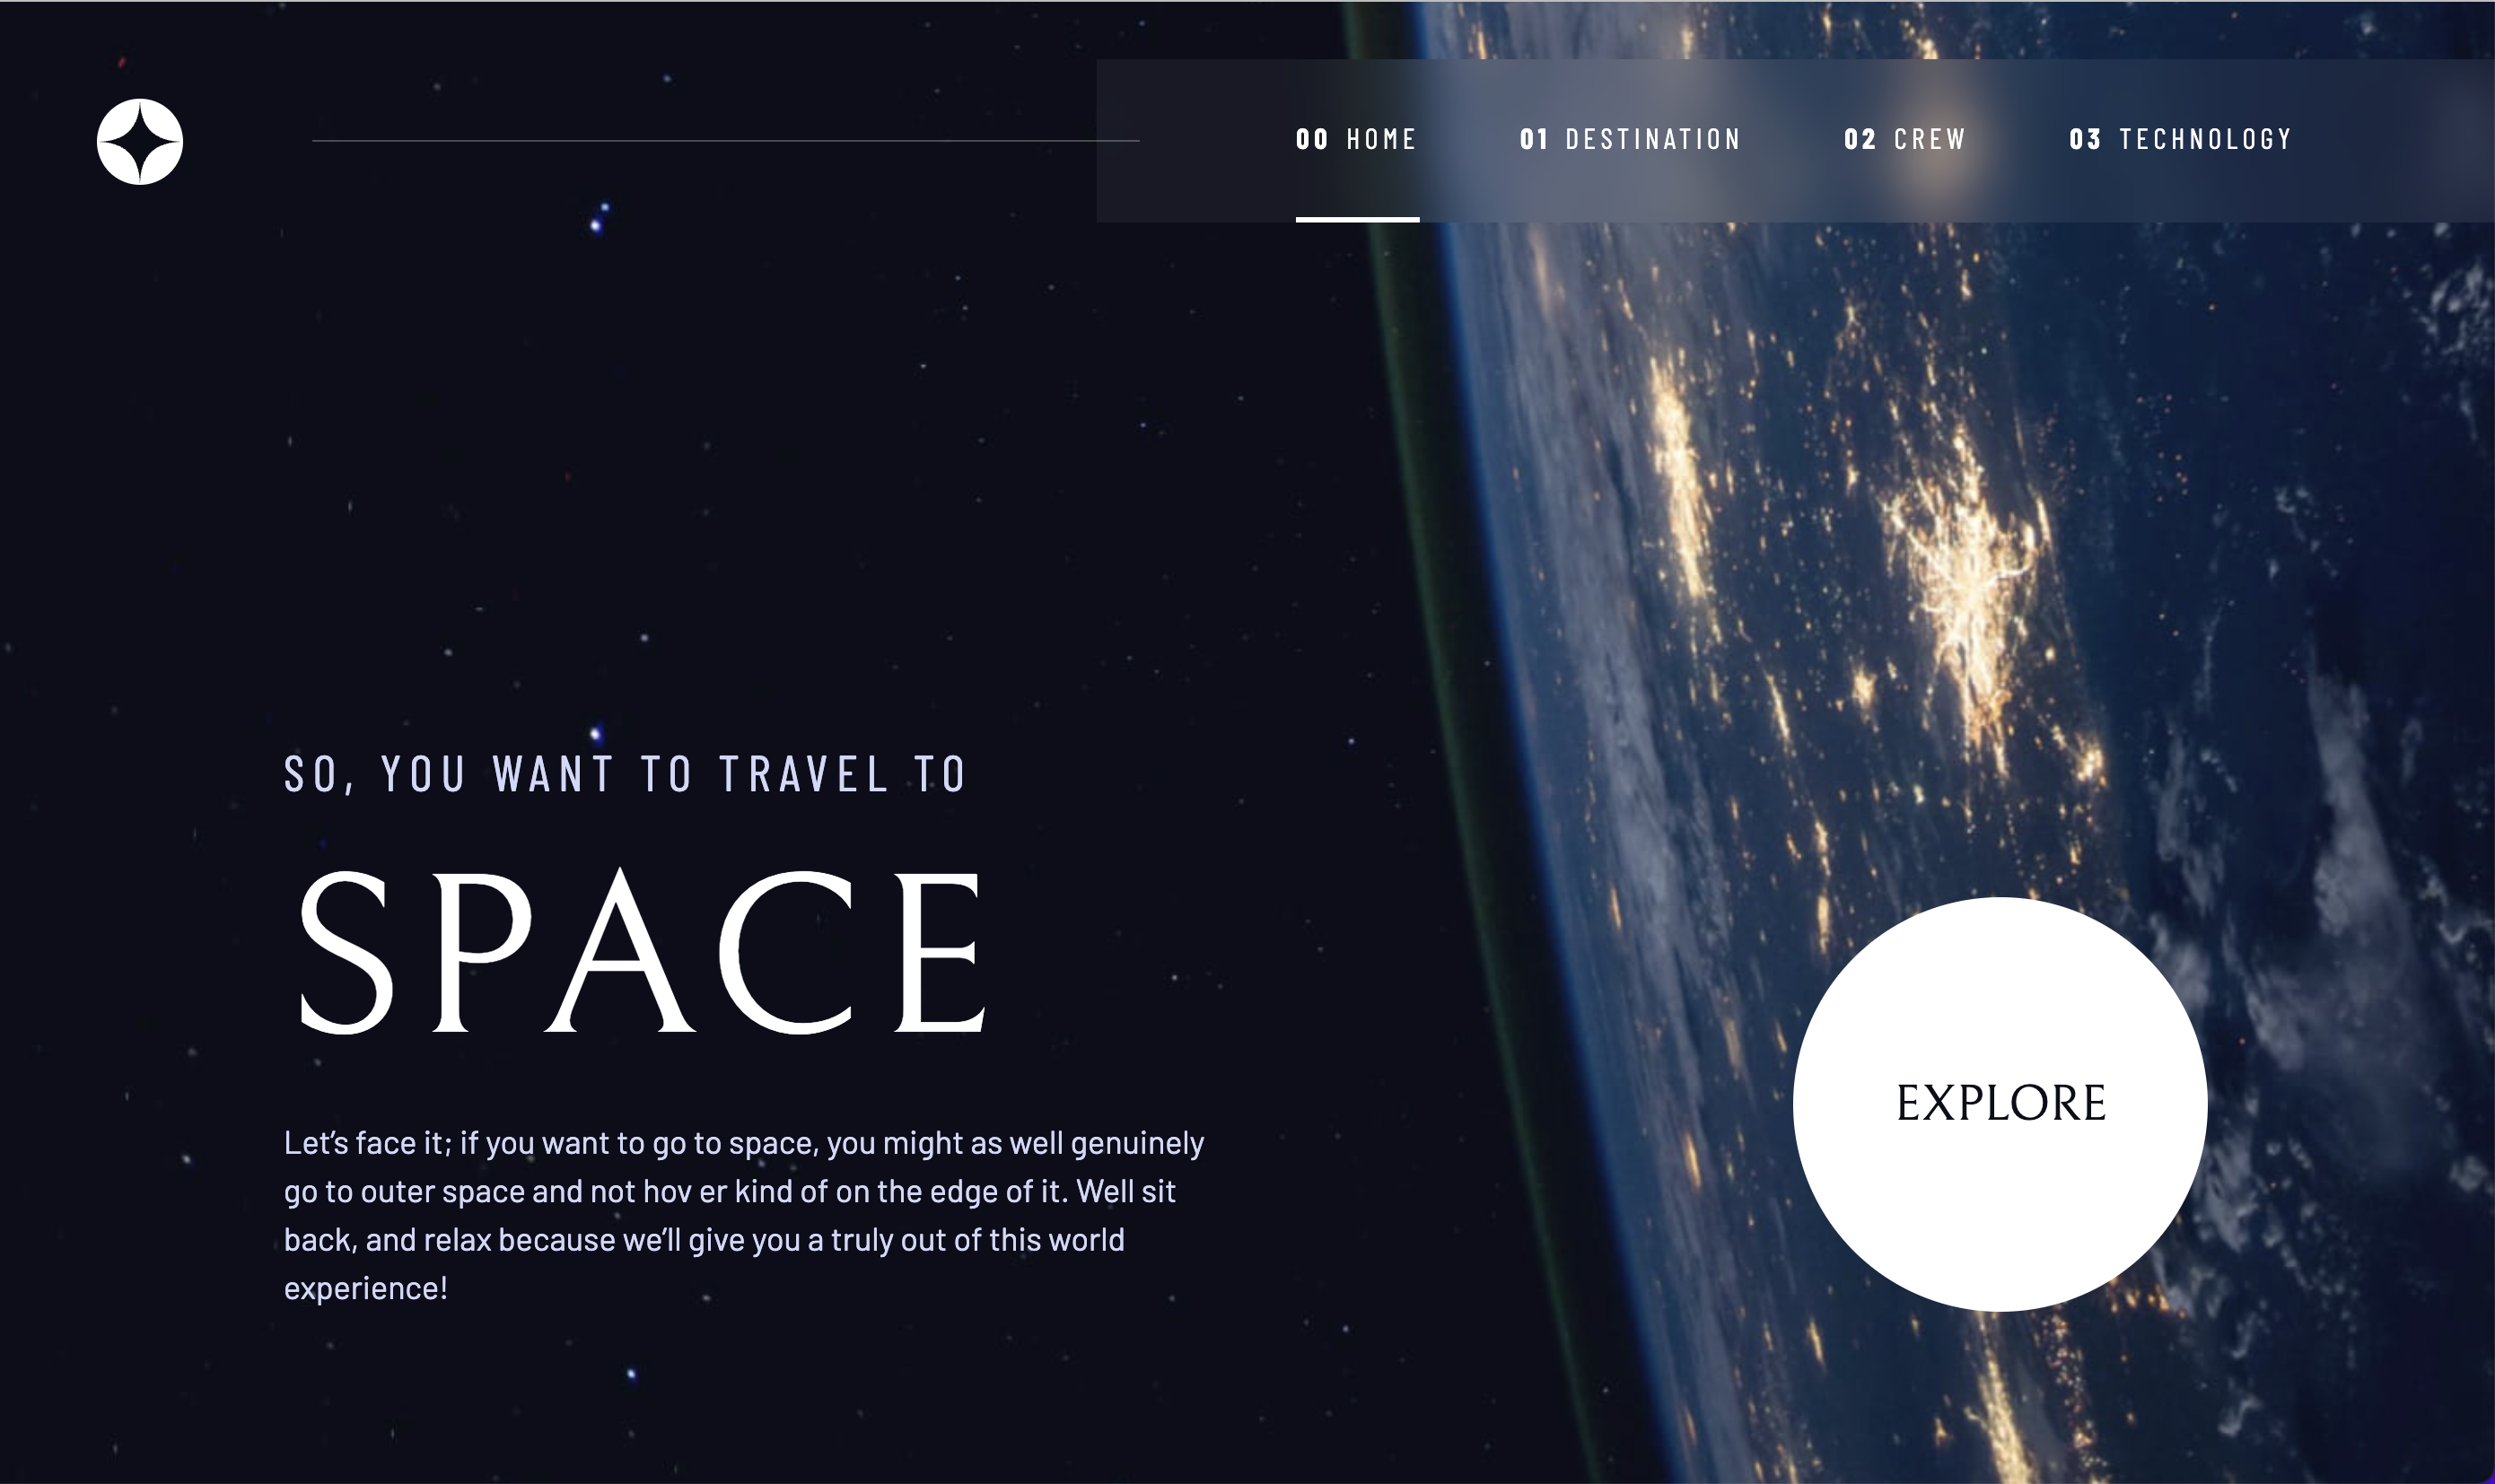 00 HOME 01 DESTINATION 02 CREW 03 TECHNOLOGY
SO, YOU WANT TO TRAVEL TO
SPACE
Let’s face it; if you want to go to space, you might as well genuinely
go to outer space and not hov er kind of on the edge of it. Well sit
back, and relax because we’ll give you a truly out of this world
experience!
EXPLORE